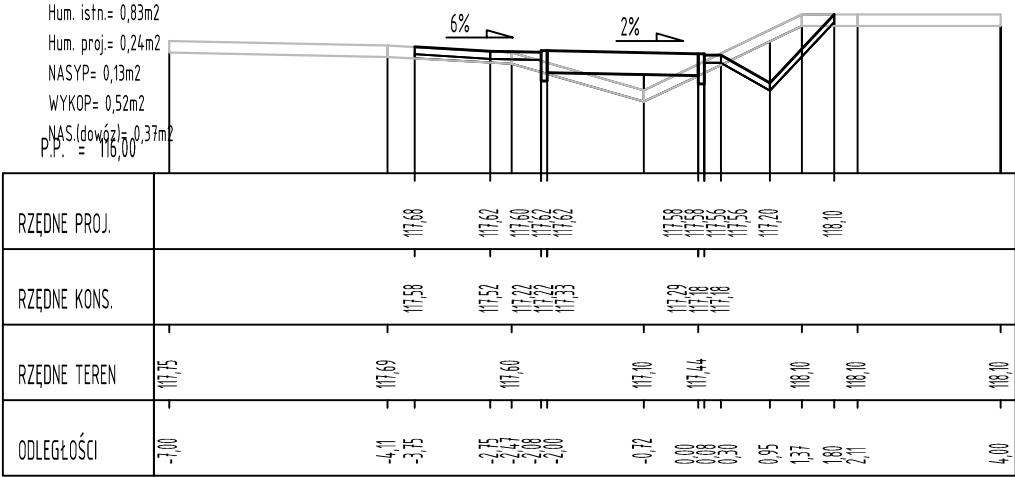 Hum. istn.= 0,83m2
Hum. proj.= 0,24m2
NASYP= 0,13m2
WYKOP= 0,52m2
NAS.(dowóz)= 0,37m2
P.P. = 116,00
6%
2%
RZĘDNE PROJ. 117,68 117,62 117,60 117,62 117,62 117,58 117,58 117,56 117,56 117,20 118,10
RZĘDNE KONS. 117,58 117,52 117,22 117,22 117,33 117,29 117,18 117,18
RZĘDNE TEREN 117,75 117,69 117,60 117,10 117,44 118,10 118,10 118,10
ODLEGŁOŚCI -7,00 -4,11 -3,75 -2,75 -2,47 -2,08 -2,00 -0,72 0,00 0,08 0,30 0,95 1,37 1,80 2,11 4,00